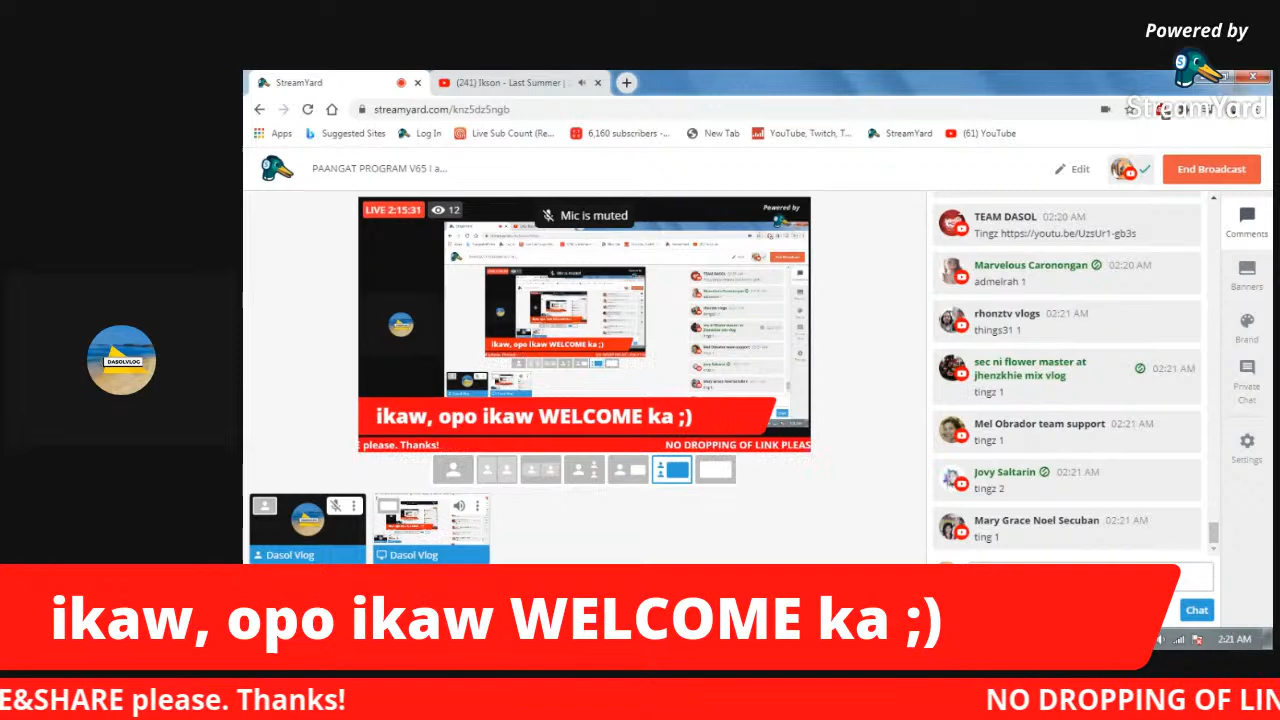 Powered by
StreamYard
StreamYard
(241) Ikson - Last Summer |
streamyard.com/knz5dz5ngb
Apps
Suggested Sites
Log In
Live Sub Count (Re...
6,160 subscribers -...
New Tab
YouTube, Twitch, T...
StreamYard
(61) YouTube
PAANGAT PROGRAM V65 I a...
Edit
End Broadcast
LIVE 2:15:31
12
Mic is muted
Powered by
ikaw, opo ikaw WELCOME ka ;)
ikaw, opo ikaw WELCOME ka ;)
E please. Thanks!
NO DROPPING OF LINK PLEAS
Dasol Vlog
Dasol Vlog
TEAM DASOL 02:20 AM
Tingz https://youtu.be/UzsUr1-gb3s
Marvelous Caronongan 02:20 AM
admelrah 1
rhonztv vlogs 02:21 AM
things31 1
sec ni flower master at
jhenzkhie mix vlog 02:21 AM
tingz 1
Mel Obrador team support 02:21 AM
tingz 1
Jovy Saltarin 02:21 AM
tingz 2
Mary Grace Noel Secuban 02:21 AM
ting 1
Comments
Banners
Brand
Private
Chat
Settings
Chat
2:21 AM
DASOLVLOG
ikaw, opo ikaw WELCOME ka ;)
E&SHARE please. Thanks!
NO DROPPING OF LIN